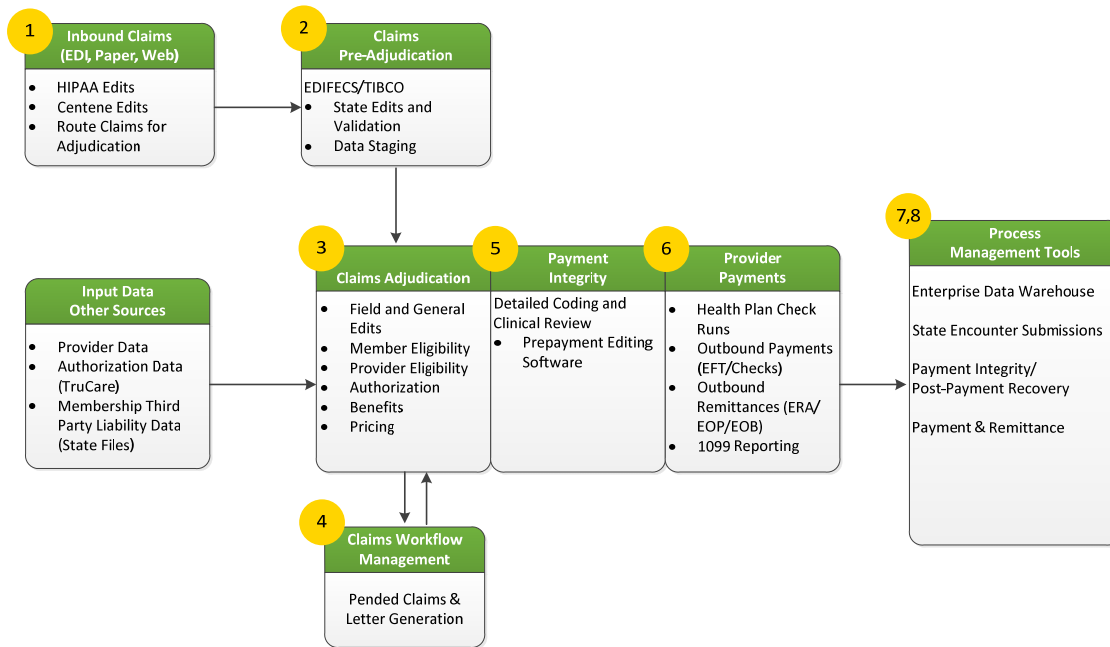 1
Inbound Claims
(EDI, Paper, Web)
● HIPAA Edits
● Centene Edits
● Route Claims for
Adjudication
2
Claims
Pre-Adjudication
EDIFECS/TIBCO
● State Edits and
Validation
● Data Staging
Input Data
Other Sources
● Provider Data
● Authorization Data
(TruCare)
● Membership Third
Party Liability Data
(State Files)
3
Claims Adjudication
● Field and General
Edits
● Member Eligibility
● Provider Eligibility
● Authorization
● Benefits
● Pricing
5
Payment
Integrity
Detailed Coding and
Clinical Review
● Prepayment Editing
Software
6
Provider
Payments
● Health Plan Check
Runs
● Outbound Payments
(EFT/Checks)
● Outbound
Remittances (ERA/
EOP/EOB)
● 1099 Reporting
4
Claims Workflow
Management
Pended Claims &
Letter Generation
7,8
Process
Management Tools
Enterprise Data Warehouse
State Encounter Submissions
Payment Integrity/
Post-Payment Recovery
Payment & Remittance